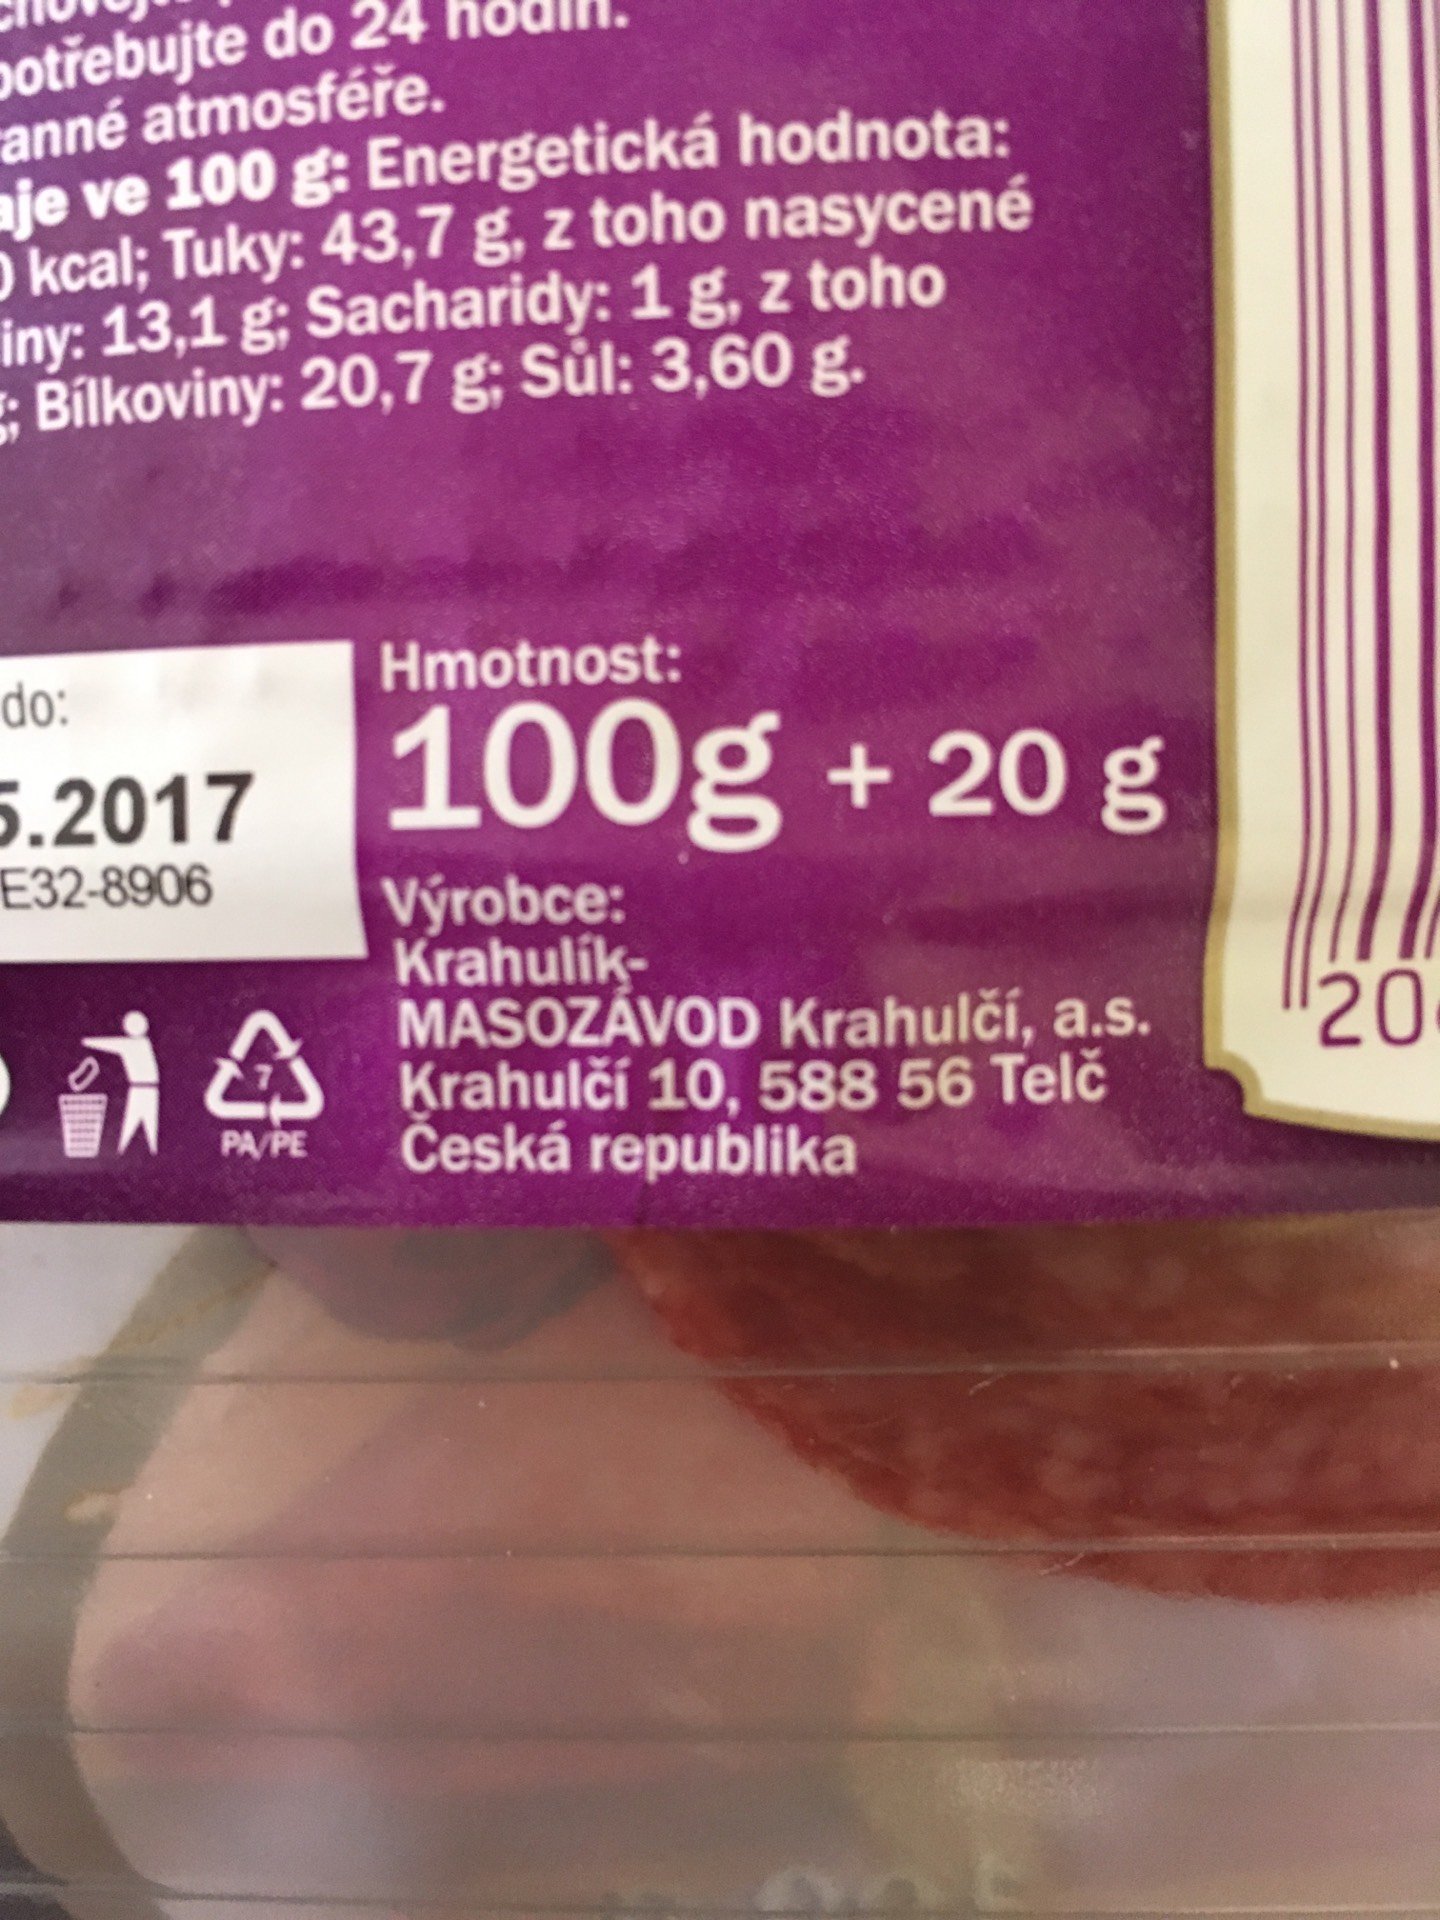 potřebujte do 24 hodin.
anné atmosféře.
aje ve 100 g: Energetická hodnota:
0 kcal; Tuky: 43,7 g, z toho nasycené
iny: 13,1 g; Sacharidy: 1 g, z toho
g; Bílkoviny: 20,7 g; Sůl: 3,60 g.
do:
5.2017
E32-8906
Hmotnost:
100g + 20 g
Výrobce:
Krahulík-
MASOZÁVOD Krahulčí, a.s.
Krahulčí 10, 588 56 Telč
Česká republika
7
PA/PE
20